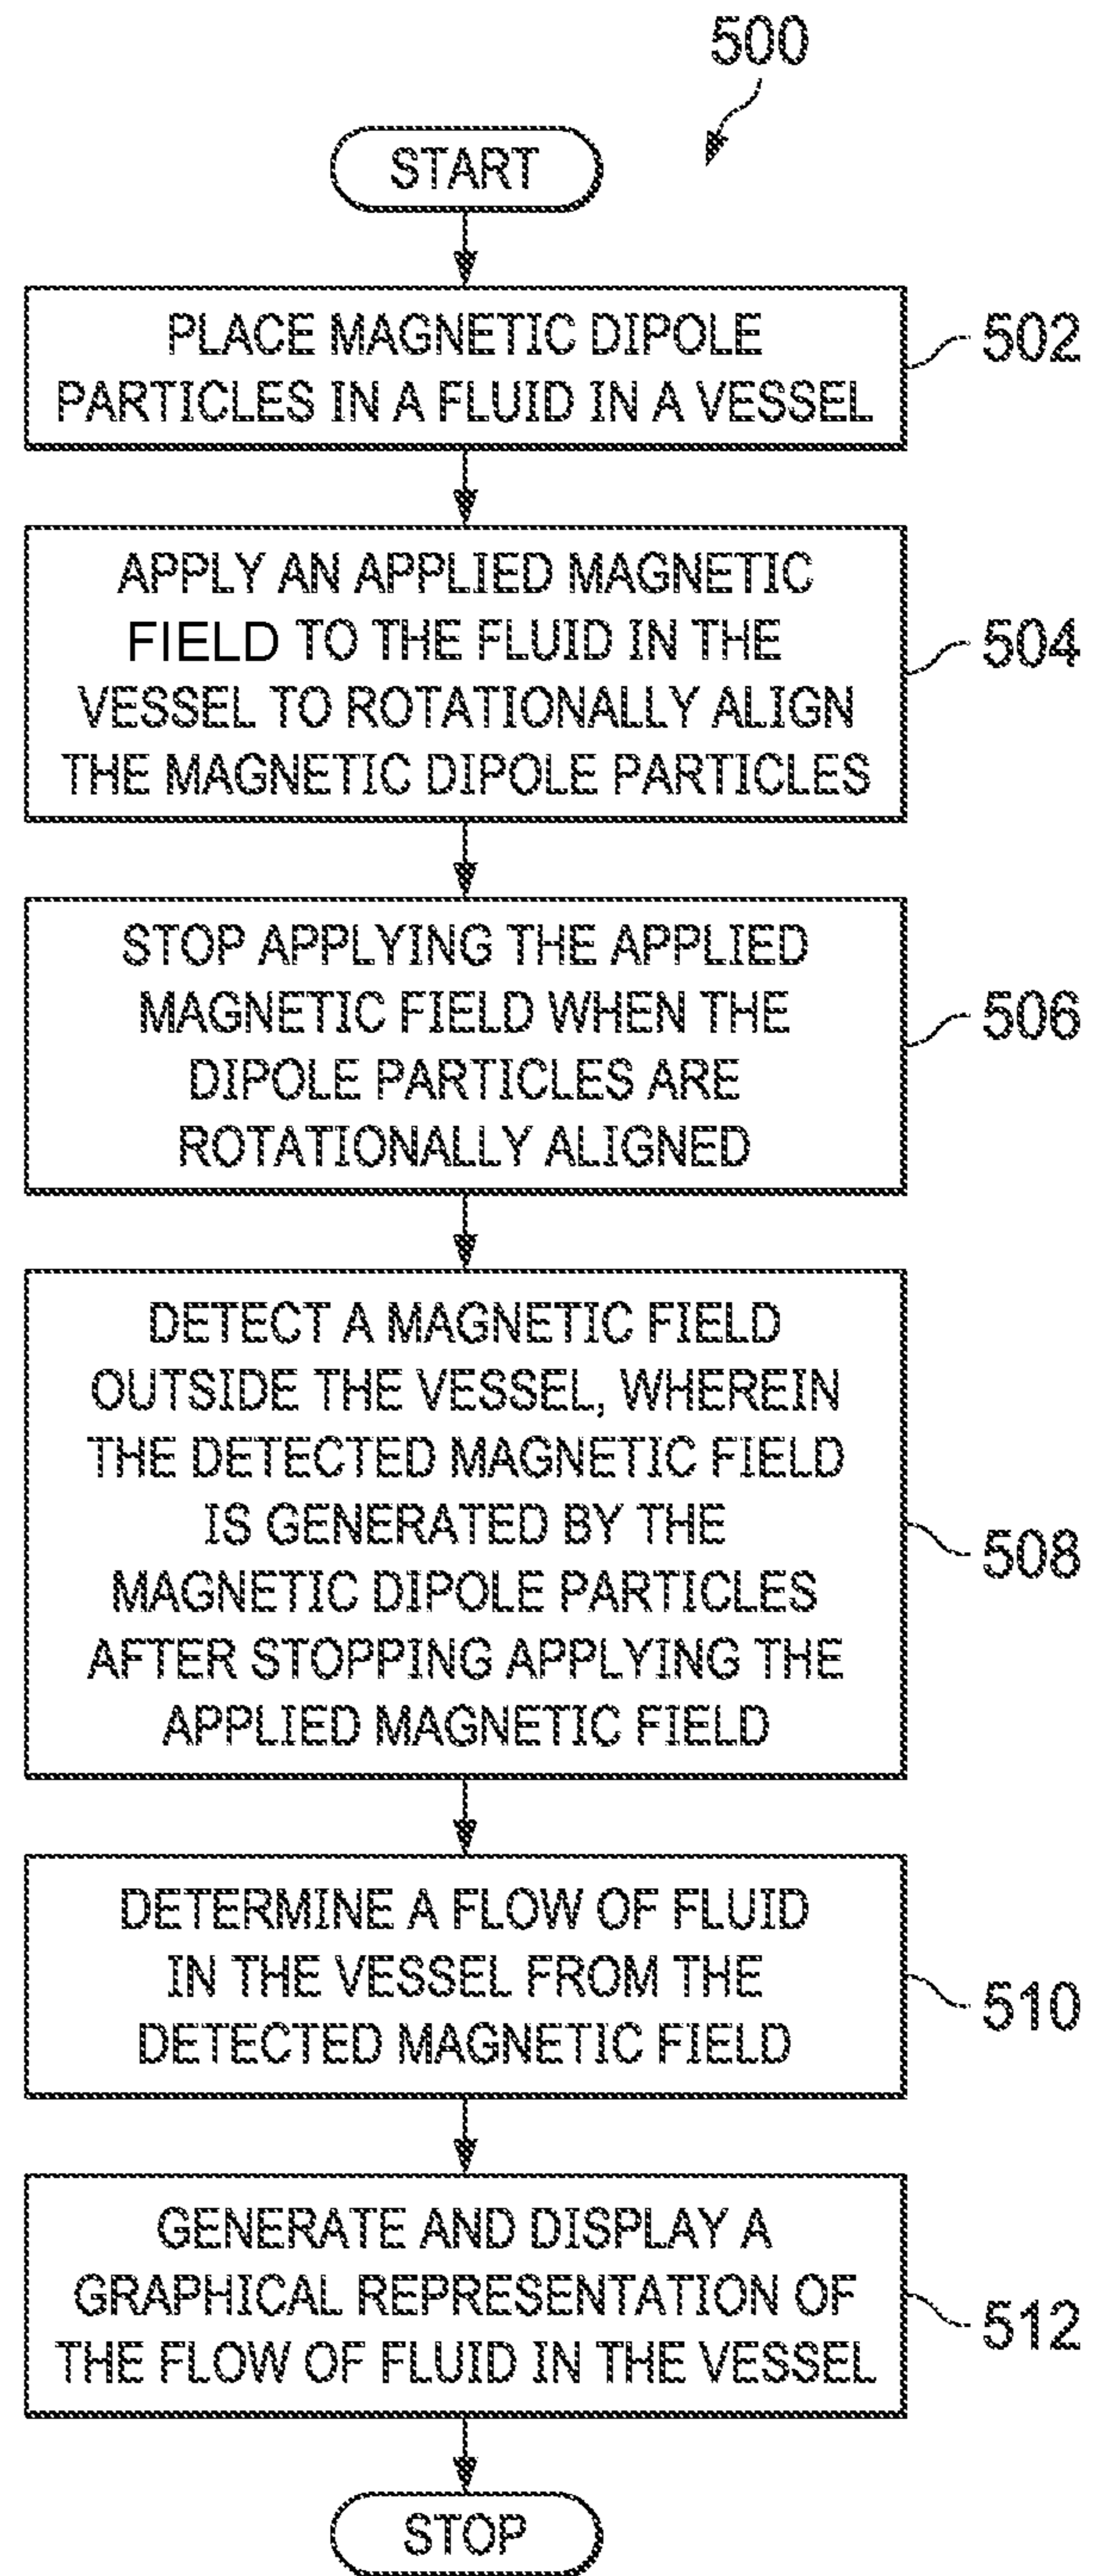 500
START
PLACE MAGNETIC DIPOLE
PARTICLES IN A FLUID IN A VESSEL
502
APPLY AN APPLIED MAGNETIC
FIELD TO THE FLUID IN THE
VESSEL TO ROTATIONALLY ALIGN
THE MAGNETIC DIPOLE PARTICLES
504
STOP APPLYING THE APPLIED
MAGNETIC FIELD WHEN THE
DIPOLE PARTICLES ARE
ROTATIONALLY ALIGNED
506
DETECT A MAGNETIC FIELD
OUTSIDE THE VESSEL, WHEREIN
THE DETECTED MAGNETIC FIELD
IS GENERATED BY THE
MAGNETIC DIPOLE PARTICLES
AFTER STOPPING APPLYING THE
APPLIED MAGNETIC FIELD
508
DETERMINE A FLOW OF FLUID
IN THE VESSEL FROM THE
DETECTED MAGNETIC FIELD
510
GENERATE AND DISPLAY A
GRAPHICAL REPRESENTATION OF
THE FLOW OF FLUID IN THE VESSEL
512
STOP